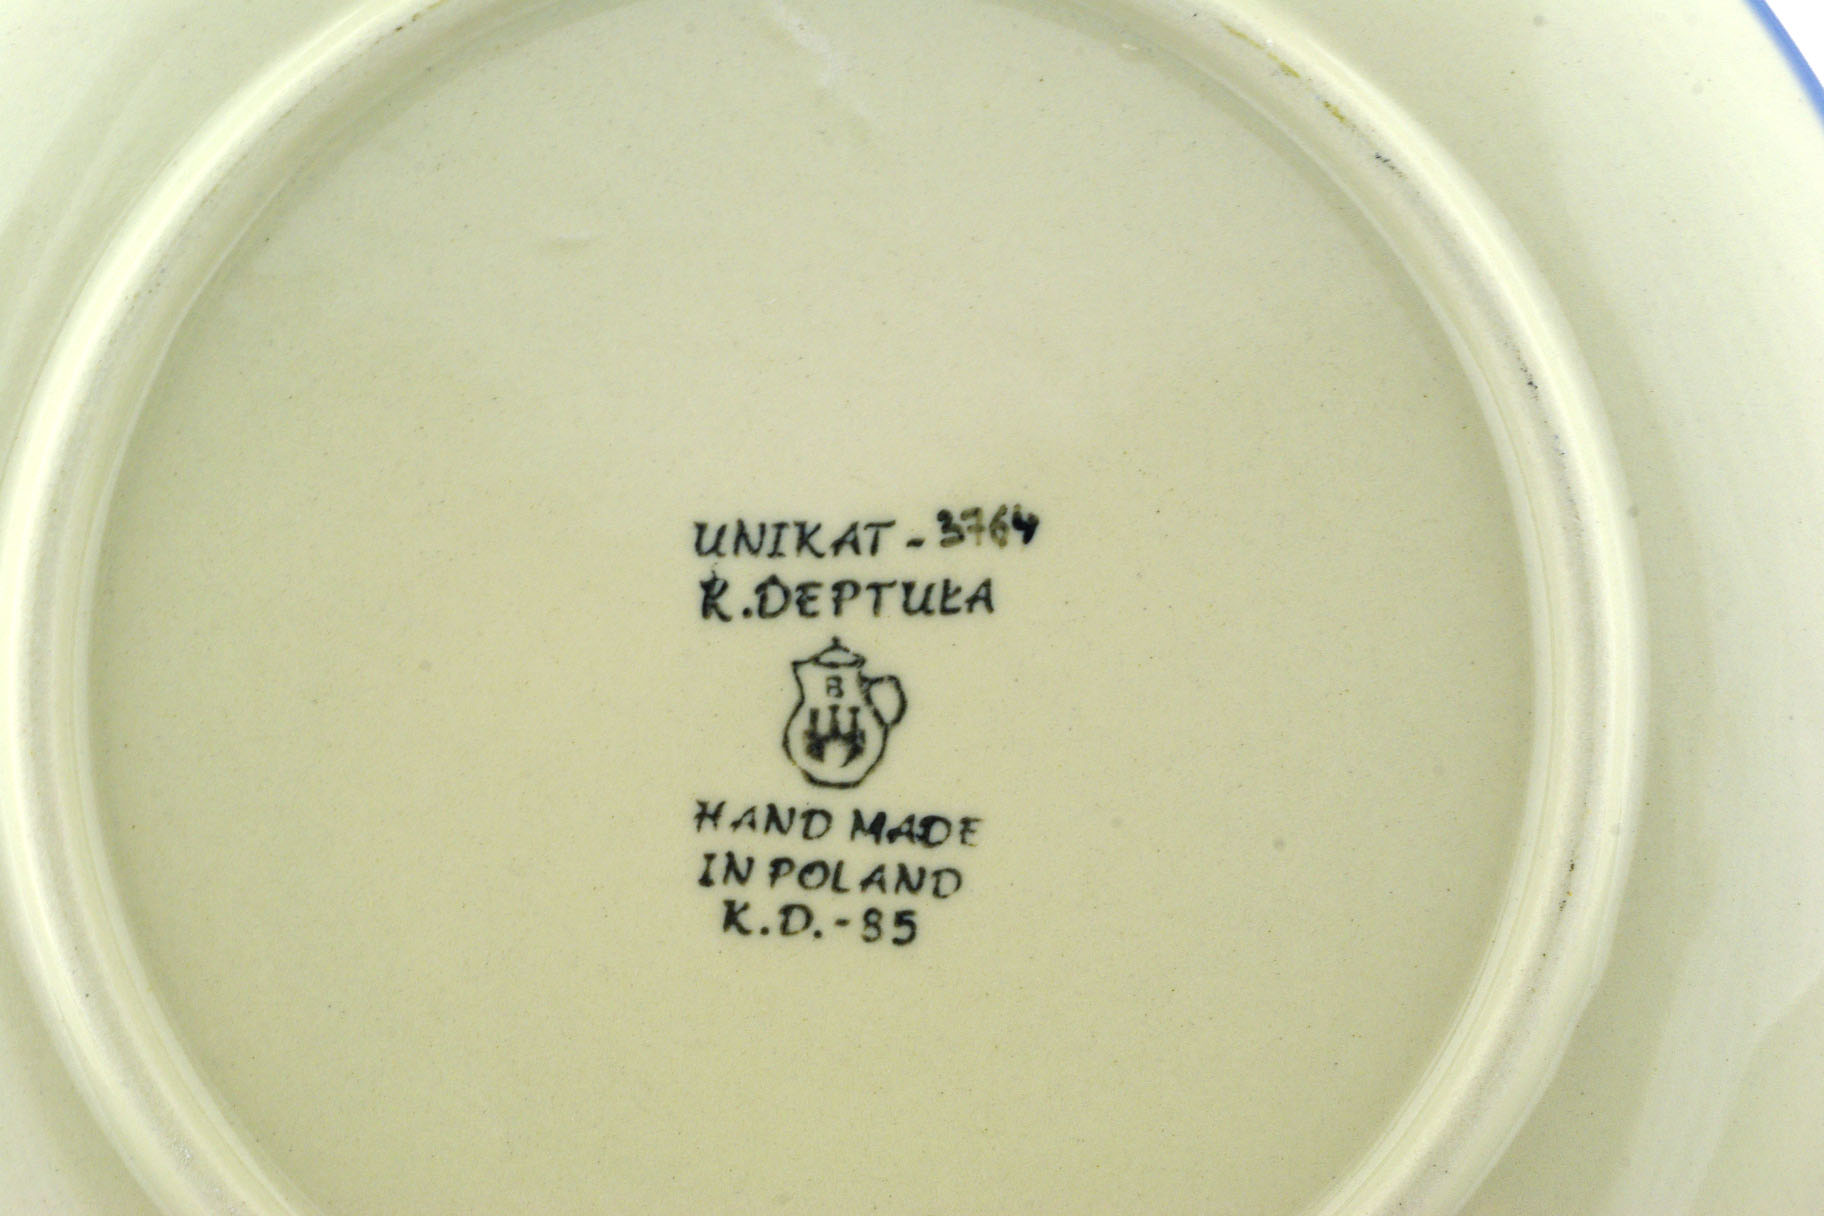 UNIKAT - 3764
R. DEPTUŁA
B
HAND MADE
IN POLAND
K.D. - 85